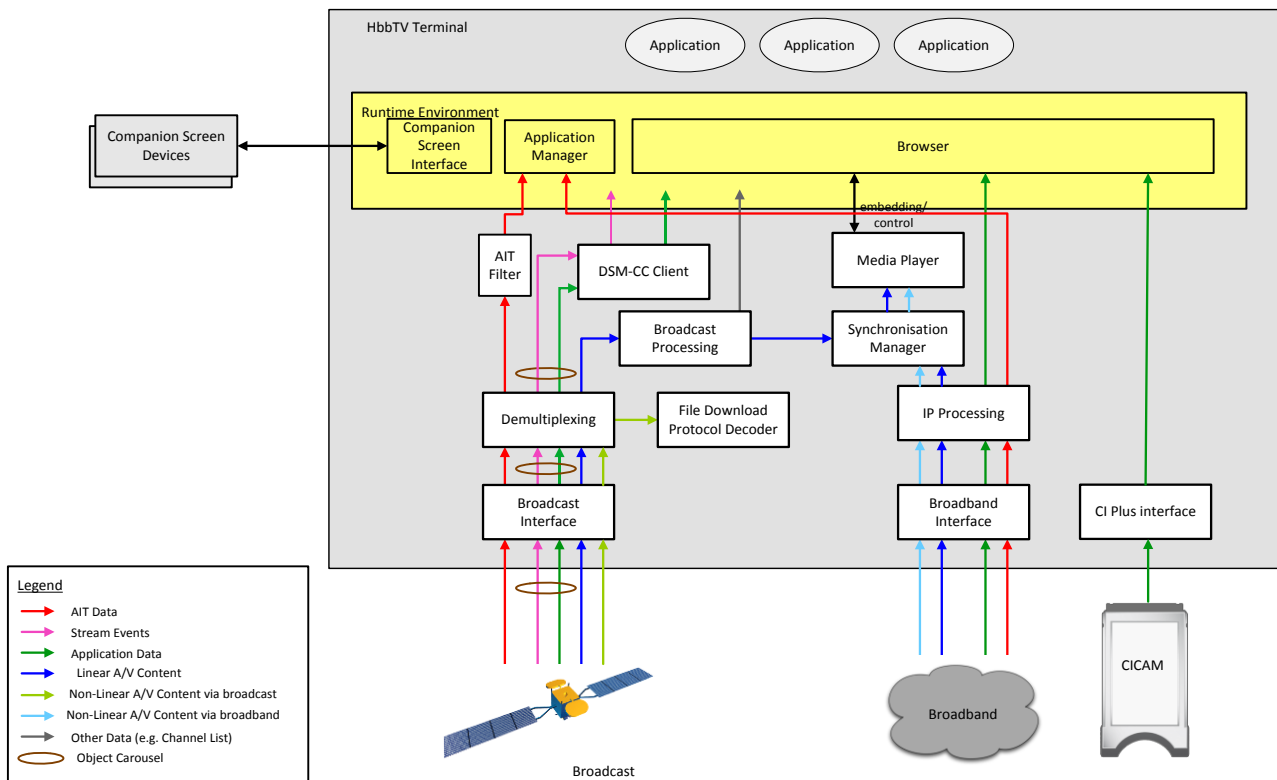 HbbTV Terminal
Application
Application
Application
Runtime Environment
Companion
Screen
Interface
Application
Manager
Browser
Companion Screen
Devices
embedding/
control
AIT
Filter
DSM-CC Client
Media Player
Broadcast
Processing
Synchronisation
Manager
Demultiplexing
File Download
Protocol Decoder
IP Processing
Broadcast
Interface
Broadband
Interface
CI Plus interface
Legend
AIT Data
Stream Events
Application Data
Linear A/V Content
Non-Linear A/V Content via broadcast
Non-Linear A/V Content via broadband
Other Data (e.g. Channel List)
Object Carousel
Broadcast
Broadband
CICAM